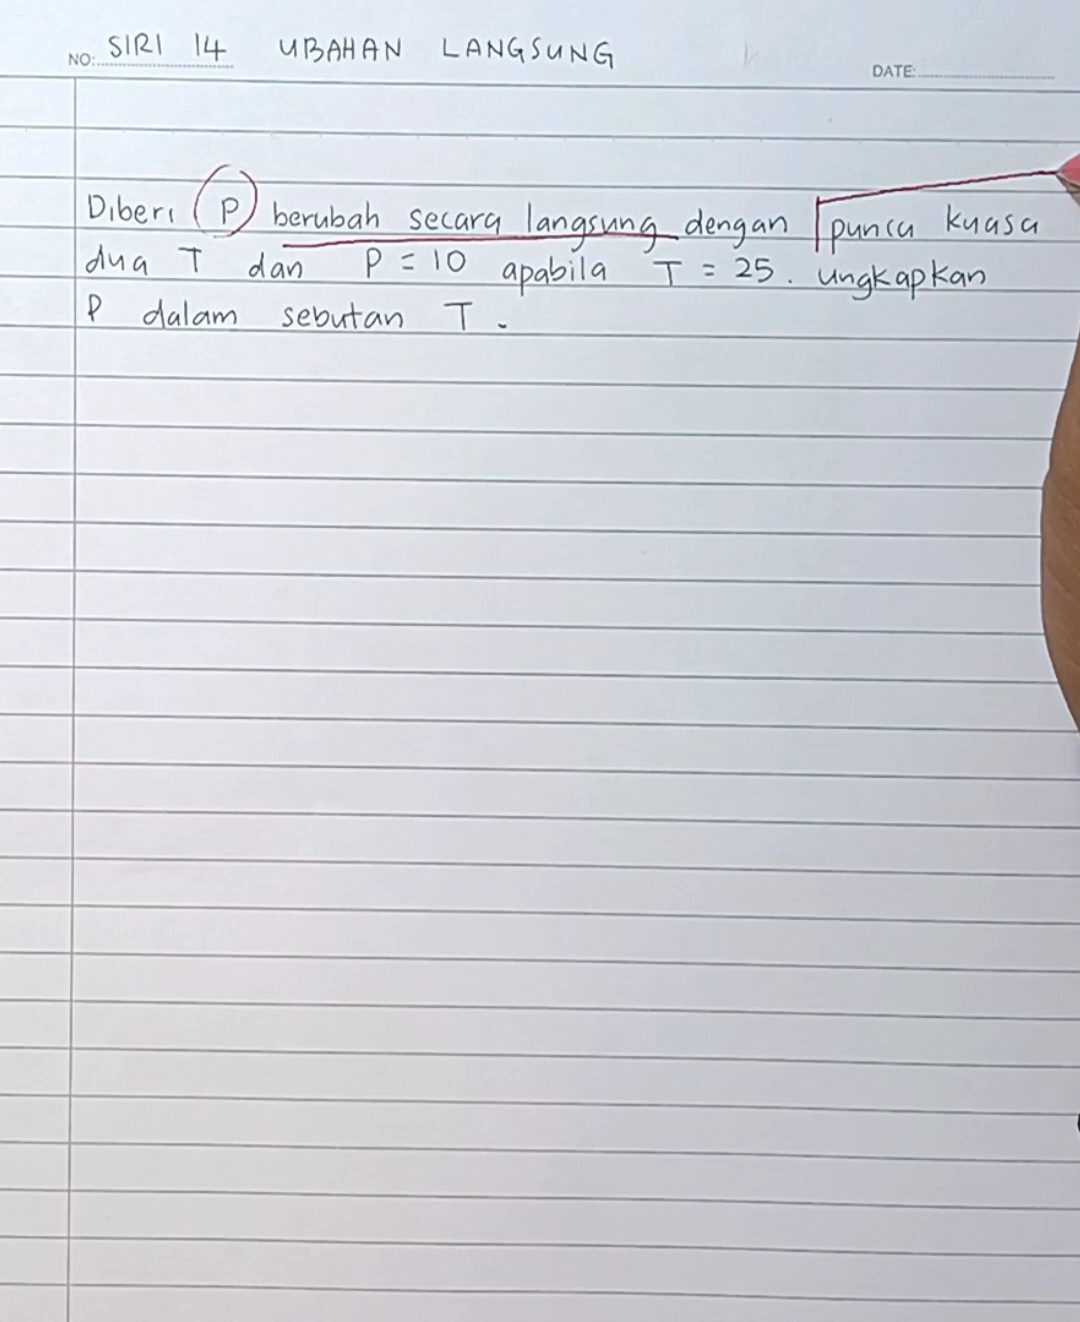 NO: SIRI 14 UBAHAN LANGSUNG
DATE:
Diberi P berubah secara langsung dengan punca kuasa
dua T dan P = 10 apabila T = 25. ungkapkan
P dalam sebutan T.